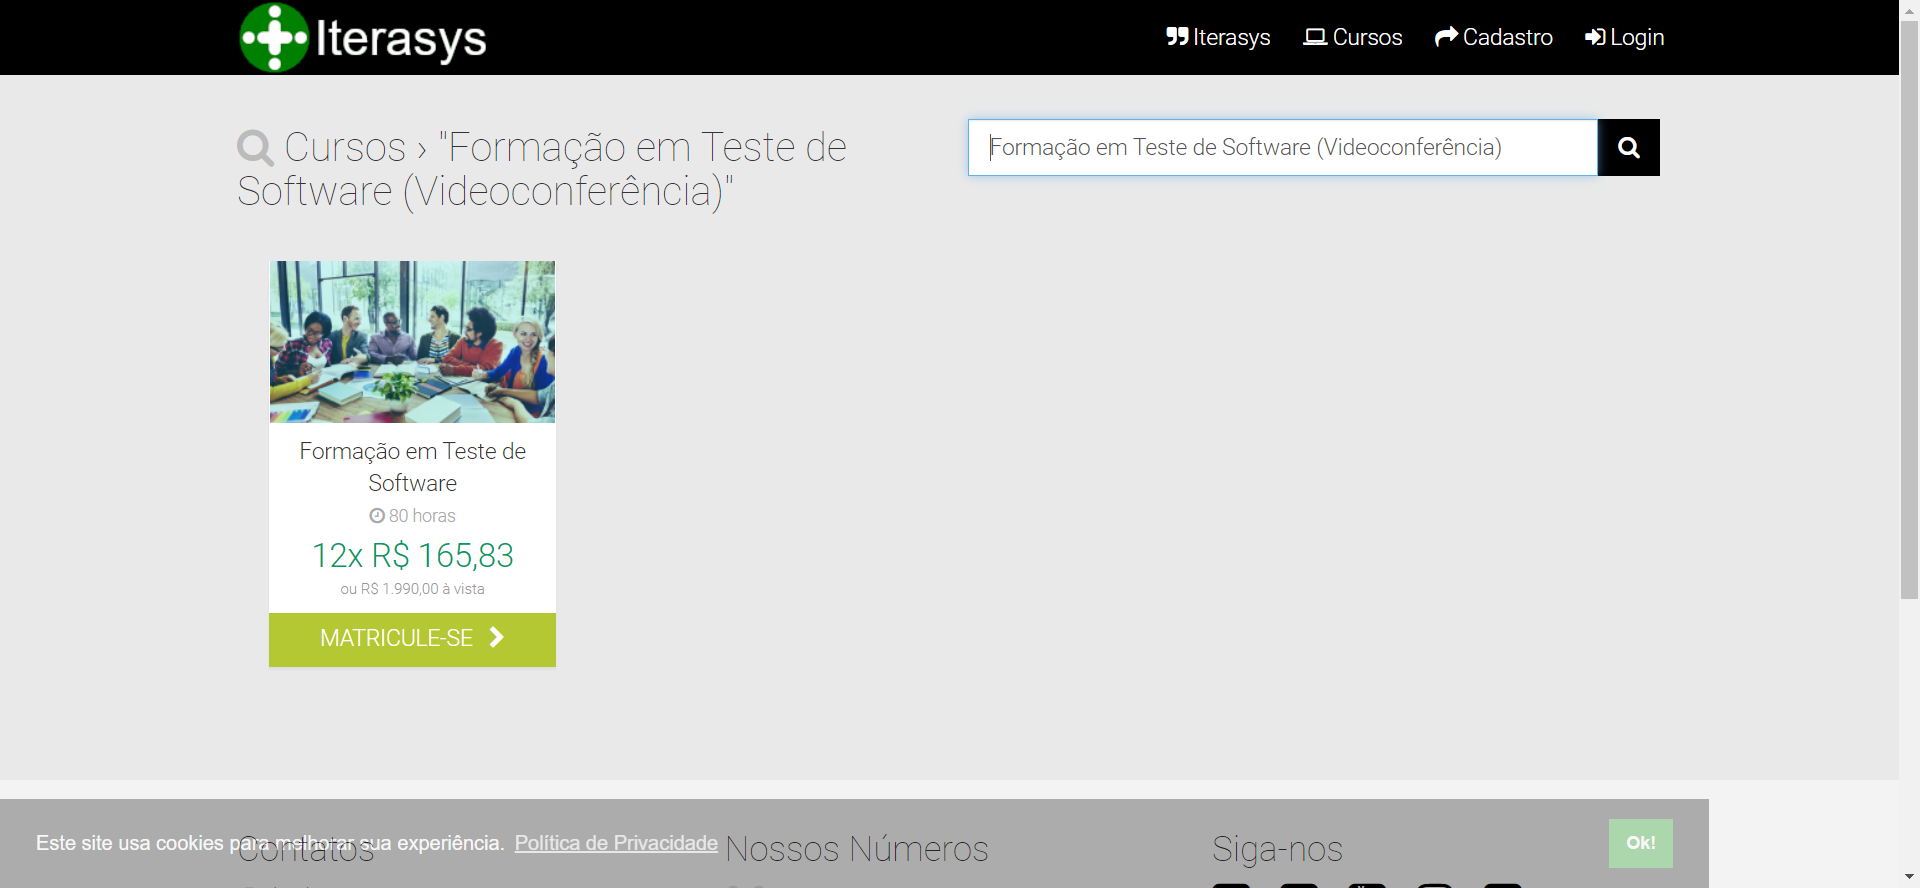 Iterasys
Iterasys
Cursos
Cadastro
Login
Cursos › "Formação em Teste de
Software (Videoconferência)"
Formação em Teste de Software (Videoconferência)
Formação em Teste de
Software
80 horas
12x R$ 165,83
ou R$ 1.990,00 à vista
MATRICULE-SE
Este site usa cookies para melhorar sua experiência. Política de Privacidade
Ok!
Contatos
Nossos Números
Siga-nos